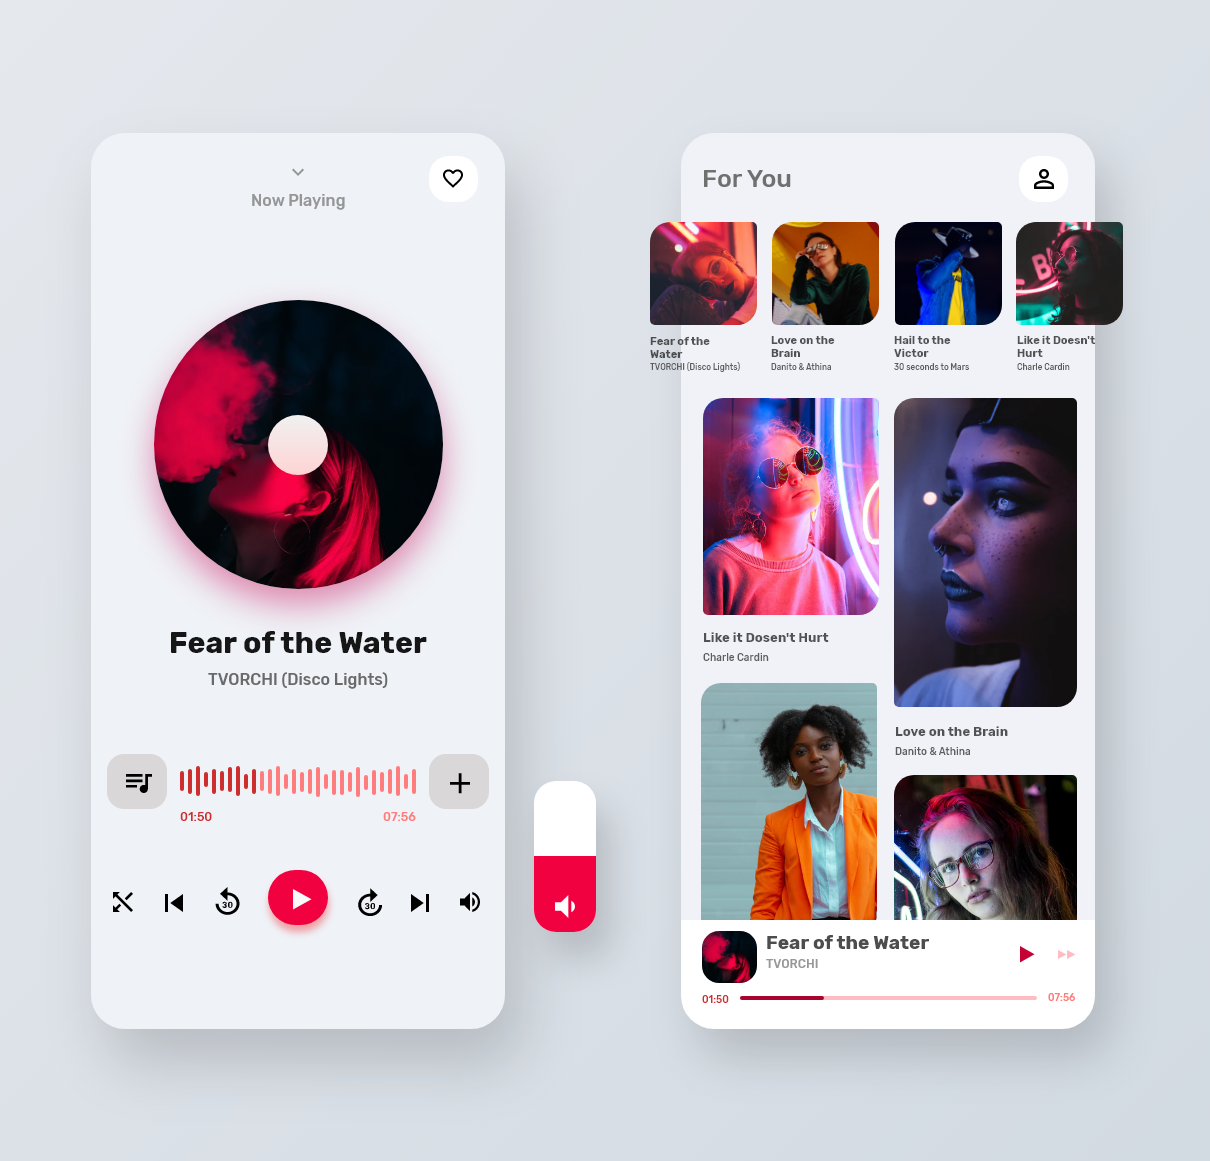 Now Playing
Fear of the Water
TVORCHI (Disco Lights)
01:50
07:56
30
30
For You
Fear of the
Water
TVORCHI (Disco Lights)
Love on the
Brain
Danito & Athina
Hail to the
Victor
30 seconds to Mars
Like it Doesn't
Hurt
Charle Cardin
Like it Dosen't Hurt
Charle Cardin
Love on the Brain
Danito & Athina
Fear of the Water
TVORCHI
01:50
07:56